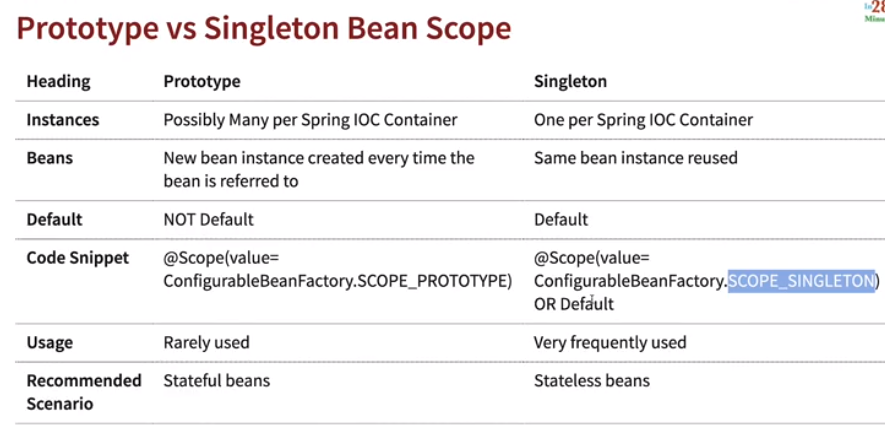 in28
Minu
Prototype vs Singleton Bean Scope
Heading Prototype Singleton
Instances Possibly Many per Spring IOC Container One per Spring IOC Container
Beans New bean instance created every time the bean is referred to Same bean instance reused
Default NOT Default Default
Code Snippet @Scope(value= ConfigurableBeanFactory.SCOPE_PROTOTYPE) @Scope(value= ConfigurableBeanFactory.SCOPE_SINGLETON) OR Default
Usage Rarely used Very frequently used
Recommended Scenario Stateful beans Stateless beans